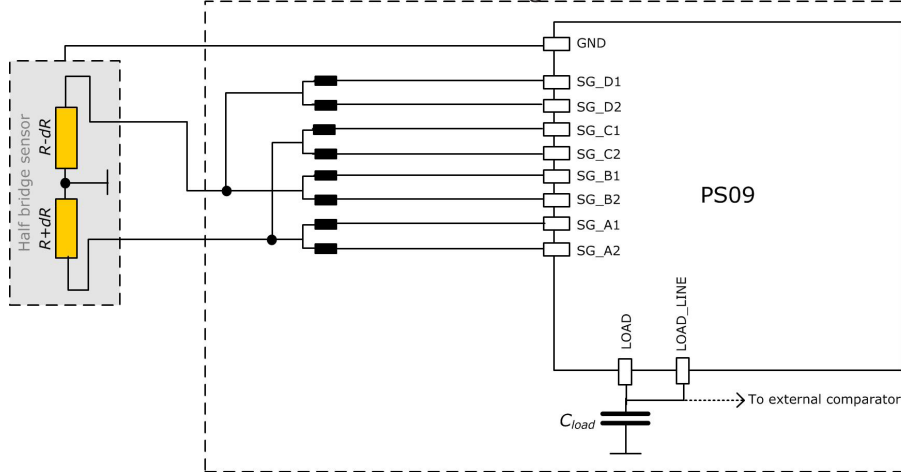 GND
SG_D1
SG_D2
SG_C1
SG_C2
SG_B1
SG_B2
SG_A1
SG_A2
PS09
Half bridge sensor
R-dR
R+dR
LOAD
LOAD_LINE
To external comparator
Cload